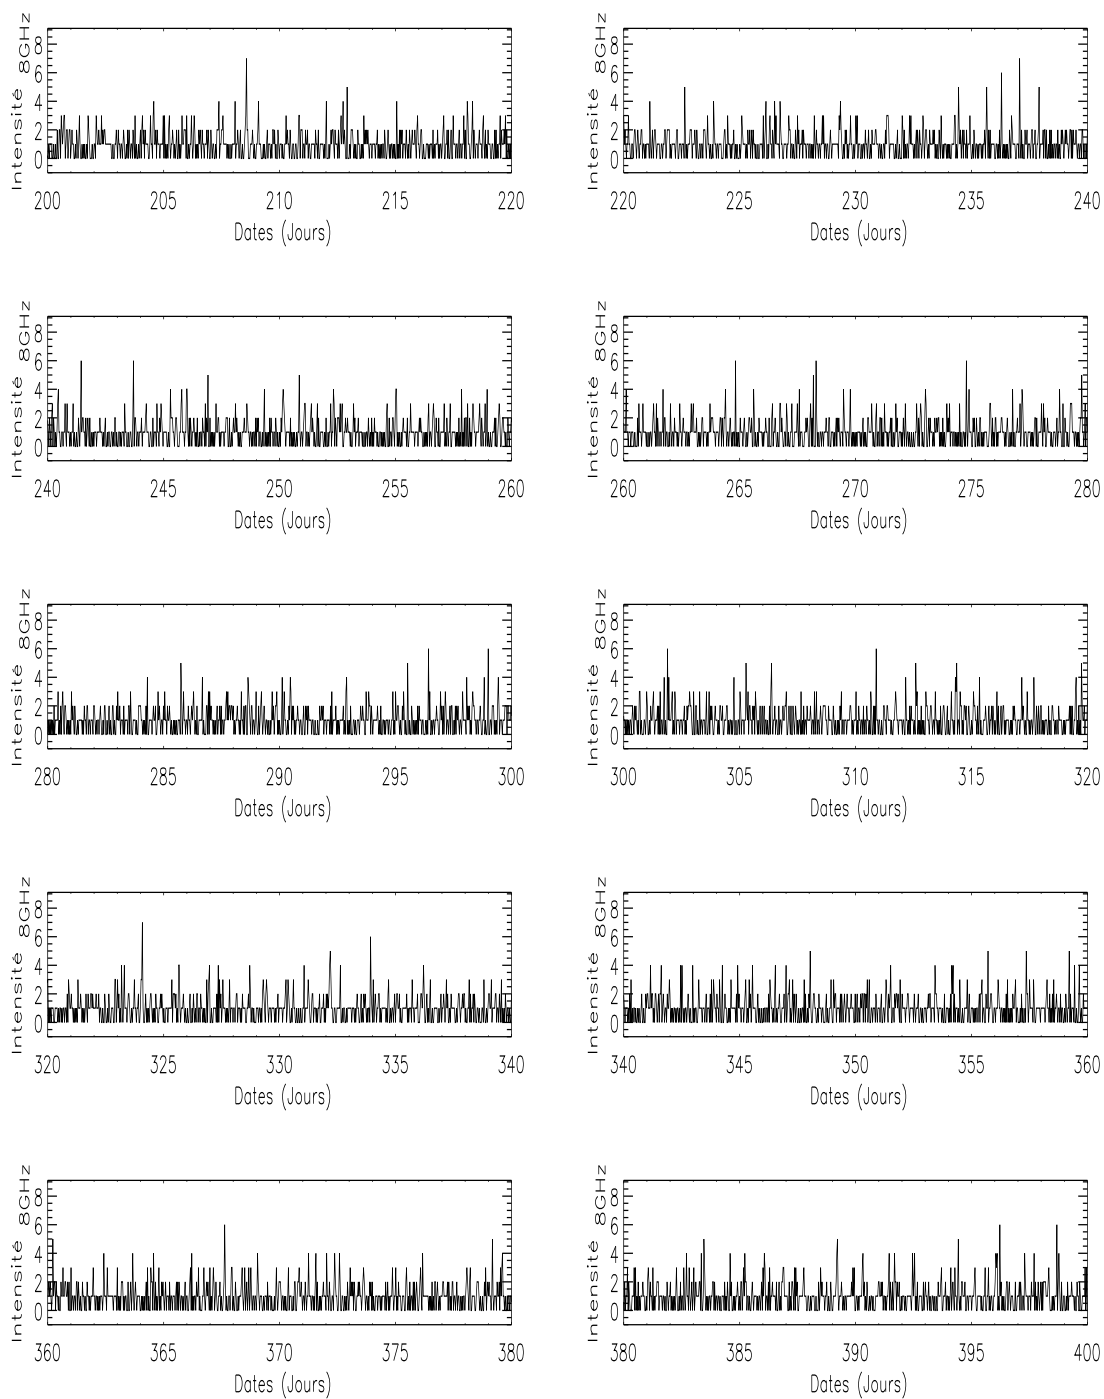 Intensité 8GHz
8
6
4
2
0
200 205 210 215 220
Dates (Jours)
Intensité 8GHz
8
6
4
2
0
220 225 230 235 240
Dates (Jours)
Intensité 8GHz
8
6
4
2
0
240 245 250 255 260
Dates (Jours)
Intensité 8GHz
8
6
4
2
0
260 265 270 275 280
Dates (Jours)
Intensité 8GHz
8
6
4
2
0
280 285 290 295 300
Dates (Jours)
Intensité 8GHz
8
6
4
2
0
300 305 310 315 320
Dates (Jours)
Intensité 8GHz
8
6
4
2
0
320 325 330 335 340
Dates (Jours)
Intensité 8GHz
8
6
4
2
0
340 345 350 355 360
Dates (Jours)
Intensité 8GHz
8
6
4
2
0
360 365 370 375 380
Dates (Jours)
Intensité 8GHz
8
6
4
2
0
380 385 390 395 400
Dates (Jours)